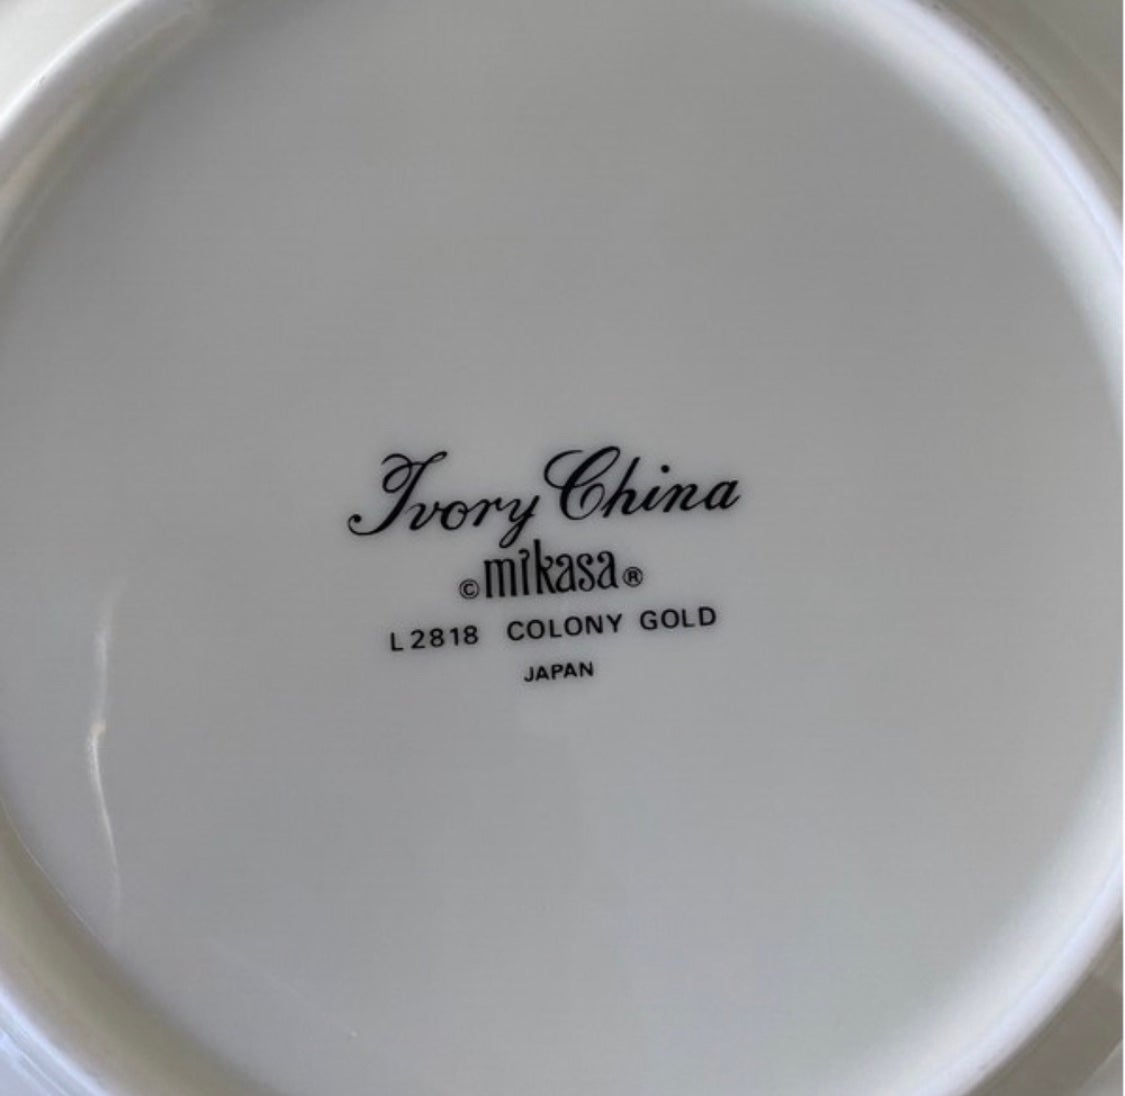 Ivory China
© mikasa ®
L2818 COLONY GOLD
JAPAN